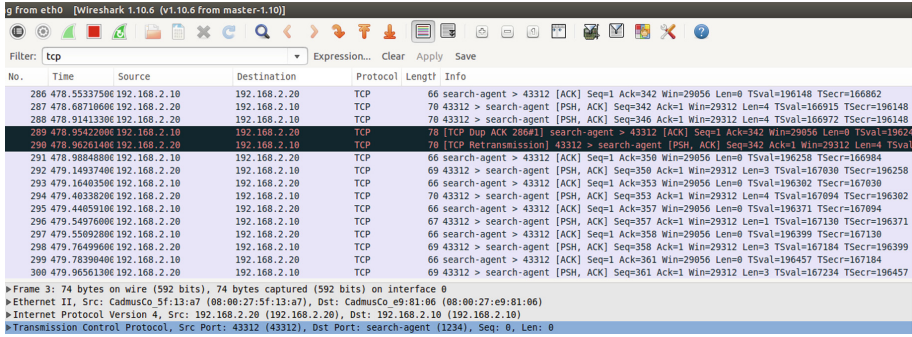 g from eth0 [Wireshark 1.10.6 (v1.10.6 from master-1.10)]
Filter: tcp Expression... Clear Apply Save
No. Time Source Destination Protocol Length Info
286 478.55337500 192.168.2.10 192.168.2.20 TCP 66 search-agent > 43312 [ACK] Seq=1 Ack=342 Win=29056 Len=0 TSval=196148 TSecr=166862
287 478.68710600 192.168.2.20 192.168.2.10 TCP 70 43312 > search-agent [PSH, ACK] Seq=342 Ack=1 Win=29312 Len=4 TSval=166915 TSecr=196148
288 478.91413300 192.168.2.20 192.168.2.10 TCP 70 43312 > search-agent [PSH, ACK] Seq=346 Ack=1 Win=29312 Len=4 TSval=166972 TSecr=196148
289 478.95422000 192.168.2.10 192.168.2.20 TCP 78 [TCP Dup ACK 286#1] search-agent > 43312 [ACK] Seq=1 Ack=342 Win=29056 Len=0 TSval=19624
290 478.96261400 192.168.2.20 192.168.2.10 TCP 70 [TCP Retransmission] 43312 > search-agent [PSH, ACK] Seq=342 Ack=1 Win=29312 Len=4 TSval
291 478.98848800 192.168.2.10 192.168.2.20 TCP 66 search-agent > 43312 [ACK] Seq=1 Ack=350 Win=29056 Len=0 TSval=196258 TSecr=166984
292 479.14937400 192.168.2.20 192.168.2.10 TCP 69 43312 > search-agent [PSH, ACK] Seq=350 Ack=1 Win=29312 Len=3 TSval=167030 TSecr=196258
293 479.16403500 192.168.2.10 192.168.2.20 TCP 66 search-agent > 43312 [ACK] Seq=1 Ack=353 Win=29056 Len=0 TSval=196302 TSecr=167030
294 479.40338200 192.168.2.20 192.168.2.10 TCP 70 43312 > search-agent [PSH, ACK] Seq=353 Ack=1 Win=29312 Len=4 TSval=167094 TSecr=196302
295 479.44059100 192.168.2.10 192.168.2.20 TCP 66 search-agent > 43312 [ACK] Seq=1 Ack=357 Win=29056 Len=0 TSval=196371 TSecr=167094
296 479.54976000 192.168.2.20 192.168.2.10 TCP 67 43312 > search-agent [PSH, ACK] Seq=357 Ack=1 Win=29312 Len=1 TSval=167130 TSecr=196371
297 479.55092800 192.168.2.10 192.168.2.20 TCP 66 search-agent > 43312 [ACK] Seq=1 Ack=358 Win=29056 Len=0 TSval=196399 TSecr=167130
298 479.76499600 192.168.2.20 192.168.2.10 TCP 69 43312 > search-agent [PSH, ACK] Seq=358 Ack=1 Win=29312 Len=3 TSval=167184 TSecr=196399
299 479.78390400 192.168.2.10 192.168.2.20 TCP 66 search-agent > 43312 [ACK] Seq=1 Ack=361 Win=29056 Len=0 TSval=196457 TSecr=167184
300 479.96561300 192.168.2.20 192.168.2.10 TCP 69 43312 > search-agent [PSH, ACK] Seq=361 Ack=1 Win=29312 Len=3 TSval=167234 TSecr=196457
Frame 3: 74 bytes on wire (592 bits), 74 bytes captured (592 bits) on interface 0
Ethernet II, Src: CadmusCo_5f:13:a7 (08:00:27:5f:13:a7), Dst: CadmusCo_e9:81:06 (08:00:27:e9:81:06)
Internet Protocol Version 4, Src: 192.168.2.20 (192.168.2.20), Dst: 192.168.2.10 (192.168.2.10)
Transmission Control Protocol, Src Port: 43312 (43312), Dst Port: search-agent (1234), Seq: 0, Len: 0